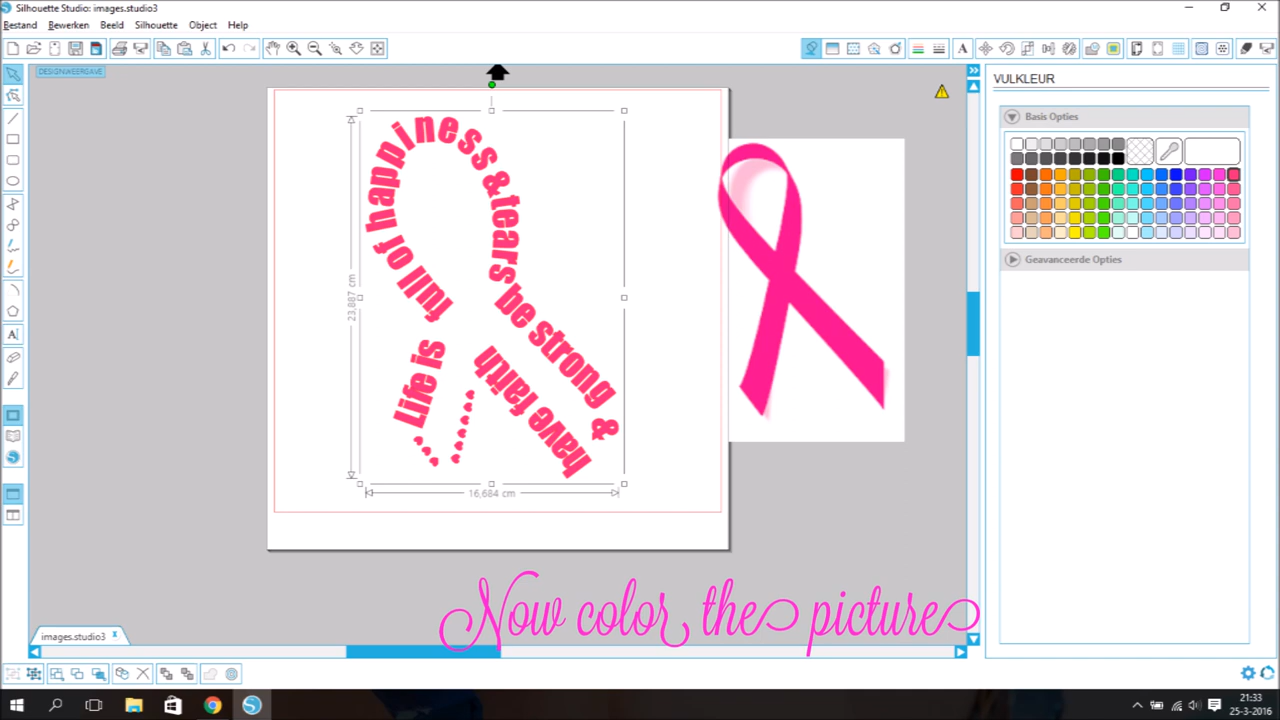 Silhouette Studio: images.studio3
Bestand Bewerken Beeld Silhouette Object Help
DESIGNWEERGAVE
VULKLEUR
Basis Opties
Geavanceerde Opties
Life is
full of happiness & tears be strong &
have faith
23,887 cm
16,684 cm
Now color the picture
images.studio3 x
21:33
25-3-2016